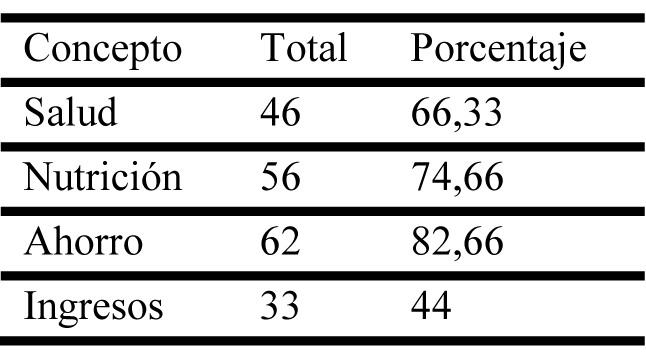 Concepto Total Porcentaje
Salud 46 66,33
Nutrición 56 74,66
Ahorro 62 82,66
Ingresos 33 44